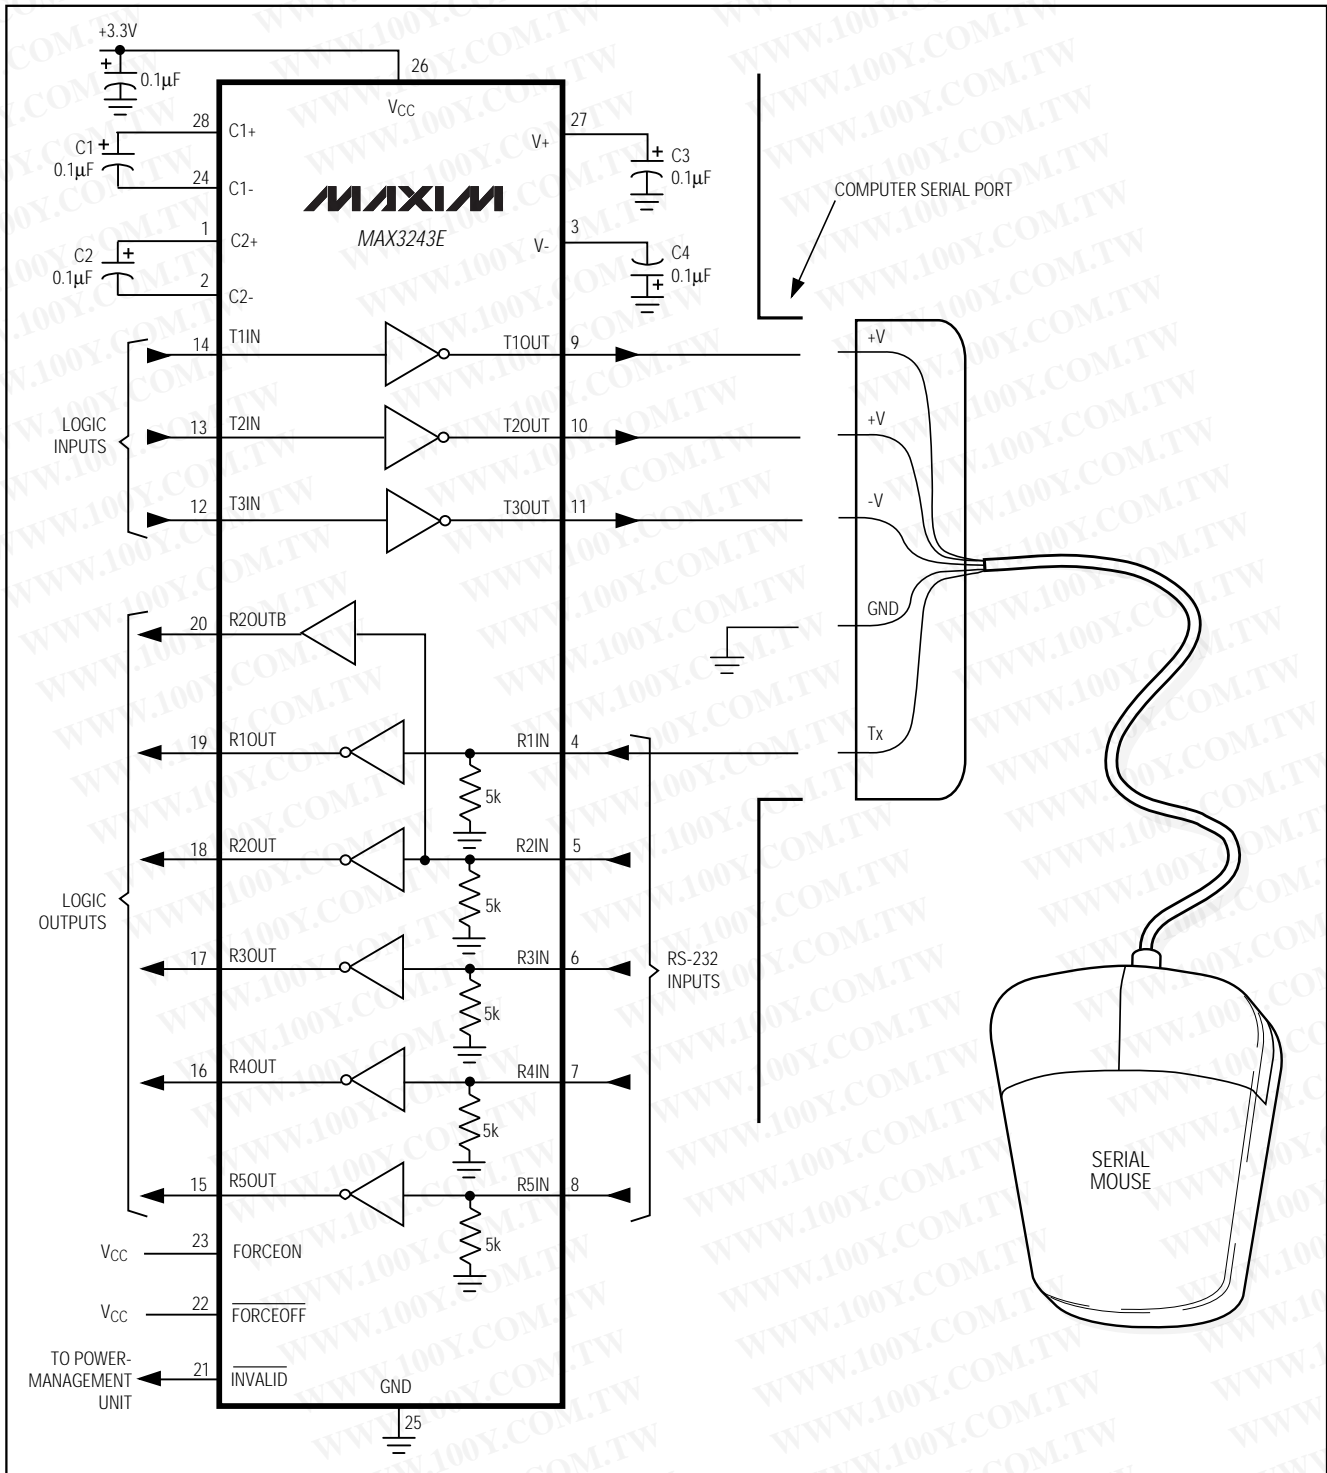 +3.3V
26
+
0.1μF
VCC
28
C1+
27
V+
C1
+
0.1μF
+
C3
0.1μF
24
C1-
MAXIM
MAX3243E
COMPUTER SERIAL PORT
1
C2+
3
V-
C2
+
0.1μF
C4
0.1μF
+
2
C2-
14
T1IN
T1OUT
9
+V
LOGIC
INPUTS
13
T2IN
T2OUT
10
+V
12
T3IN
T3OUT
11
-V
20
R2OUTB
GND
19
R1OUT
R1IN
4
Tx
5k
18
R2OUT
R2IN
5
5k
LOGIC
OUTPUTS
17
R3OUT
R3IN
6
RS-232
INPUTS
5k
16
R4OUT
R4IN
7
5k
15
R5OUT
R5IN
8
5k
SERIAL
MOUSE
VCC
23
FORCEON
VCC
22
FORCEOFF
TO POWER-
MANAGEMENT
UNIT
21
INVALID
GND
25
WWW.100Y.COM.TW